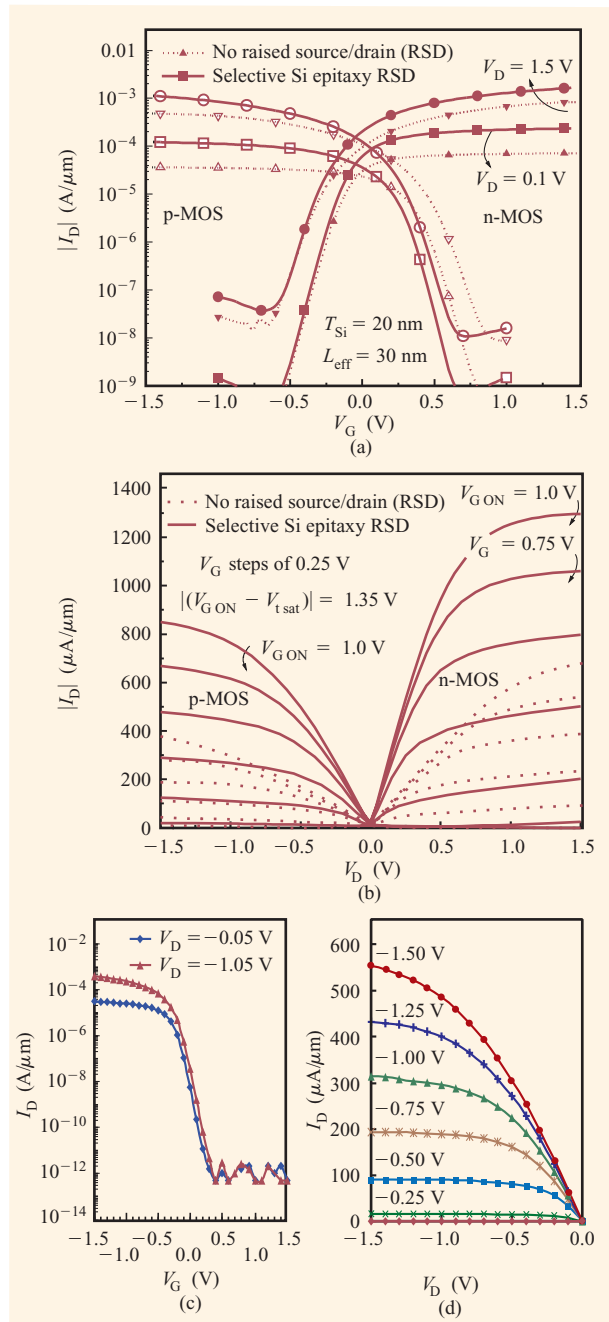 No raised source/drain (RSD)
Selective Si epitaxy RSD
V_D = 1.5 V
V_D = 0.1 V
p-MOS
n-MOS
T_Si = 20 nm
L_eff = 30 nm
|I_D| (A/μm)
0.01
10^−3
10^−4
10^−5
10^−6
10^−7
10^−8
10^−9
−1.5 −1.0 −0.5 0.0 0.5 1.0 1.5
V_G (V)
(a)
No raised source/drain (RSD)
Selective Si epitaxy RSD
V_G ON = 1.0 V
V_G = 0.75 V
V_G steps of 0.25 V
|(V_G ON − V_t sat)| = 1.35 V
V_G ON = 1.0 V
p-MOS
n-MOS
|I_D| (μA/μm)
1400
1200
1000
800
600
400
200
0
−1.5 −1.0 −0.5 0.0 0.5 1.0 1.5
V_D (V)
(b)
V_D = −0.05 V
V_D = −1.05 V
I_D (A/μm)
10^−2
10^−4
10^−6
10^−8
10^−10
10^−12
10^−14
−1.5 −0.5 0.5 1.5
−1.0 0.0 1.0
V_G (V)
(c)
−1.50 V
−1.25 V
−1.00 V
−0.75 V
−0.50 V
−0.25 V
I_D (μA/μm)
600
500
400
300
200
100
0
−1.5 −1.0 −0.5 0.0
V_D (V)
(d)